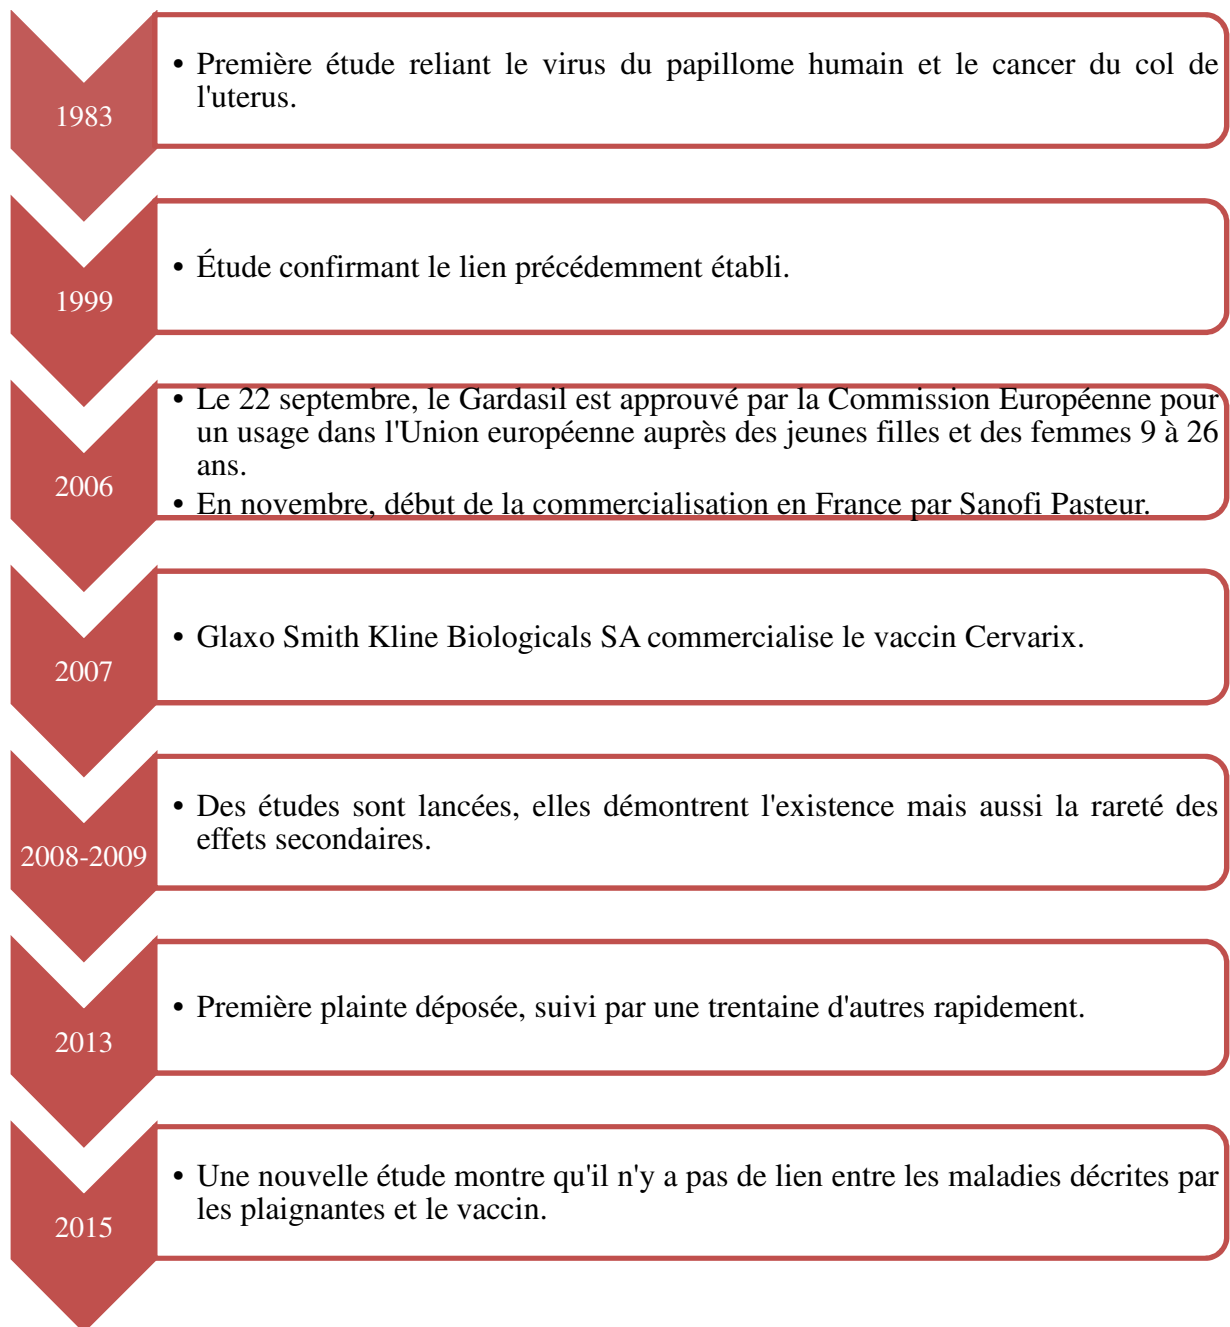 1983
• Première étude reliant le virus du papillome humain et le cancer du col de
l'uterus.
1999
• Étude confirmant le lien précédemment établi.
2006
• Le 22 septembre, le Gardasil est approuvé par la Commission Européenne pour
un usage dans l'Union européenne auprès des jeunes filles et des femmes 9 à 26
ans.
• En novembre, début de la commercialisation en France par Sanofi Pasteur.
2007
• Glaxo Smith Kline Biologicals SA commercialise le vaccin Cervarix.
2008-2009
• Des études sont lancées, elles démontrent l'existence mais aussi la rareté des
effets secondaires.
2013
• Première plainte déposée, suivi par une trentaine d'autres rapidement.
2015
• Une nouvelle étude montre qu'il n'y a pas de lien entre les maladies décrites par
les plaignantes et le vaccin.